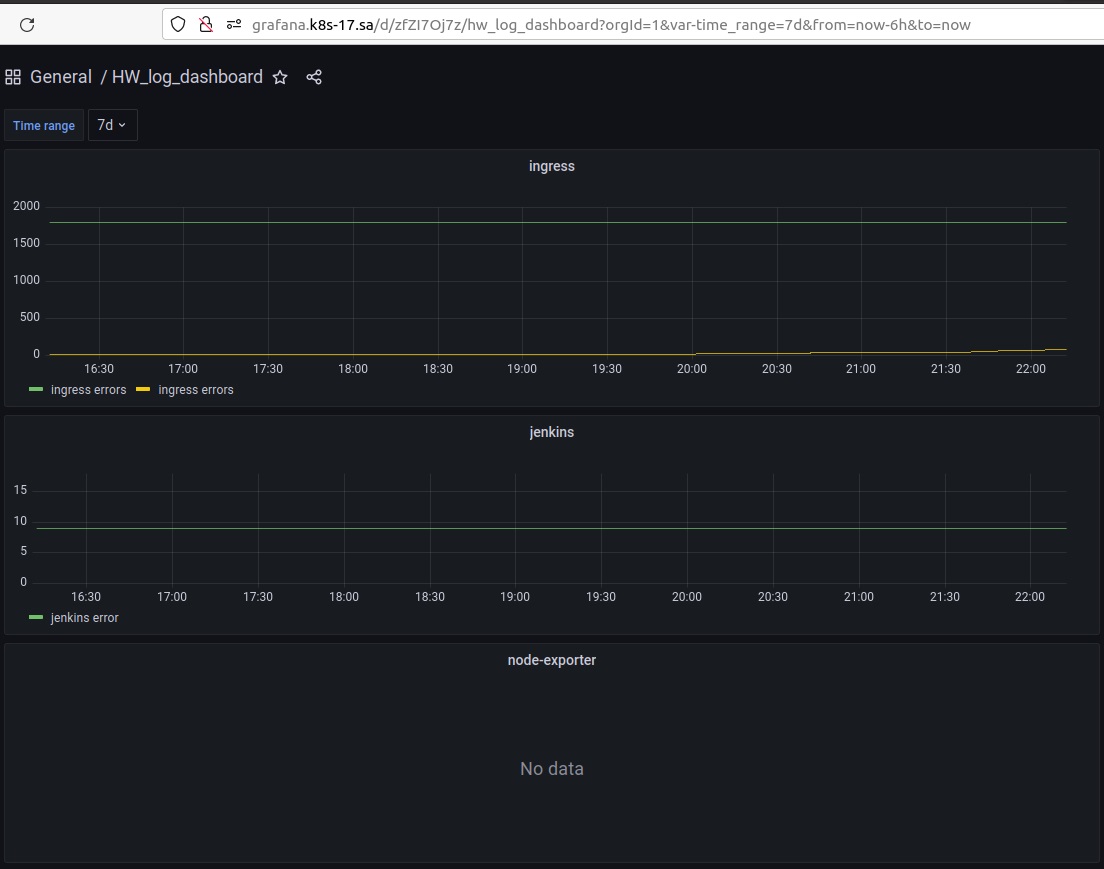 grafana.k8s-17.sa/d/zfZI7Oj7z/hw_log_dashboard?orgId=1&var-time_range=7d&from=now-6h&to=now
General / HW_log_dashboard
Time range 7d
ingress
2000
1500
1000
500
0
16:30 17:00 17:30 18:00 18:30 19:00 19:30 20:00 20:30 21:00 21:30 22:00
ingress errors ingress errors
jenkins
15
10
5
0
16:30 17:00 17:30 18:00 18:30 19:00 19:30 20:00 20:30 21:00 21:30 22:00
jenkins error
node-exporter
No data